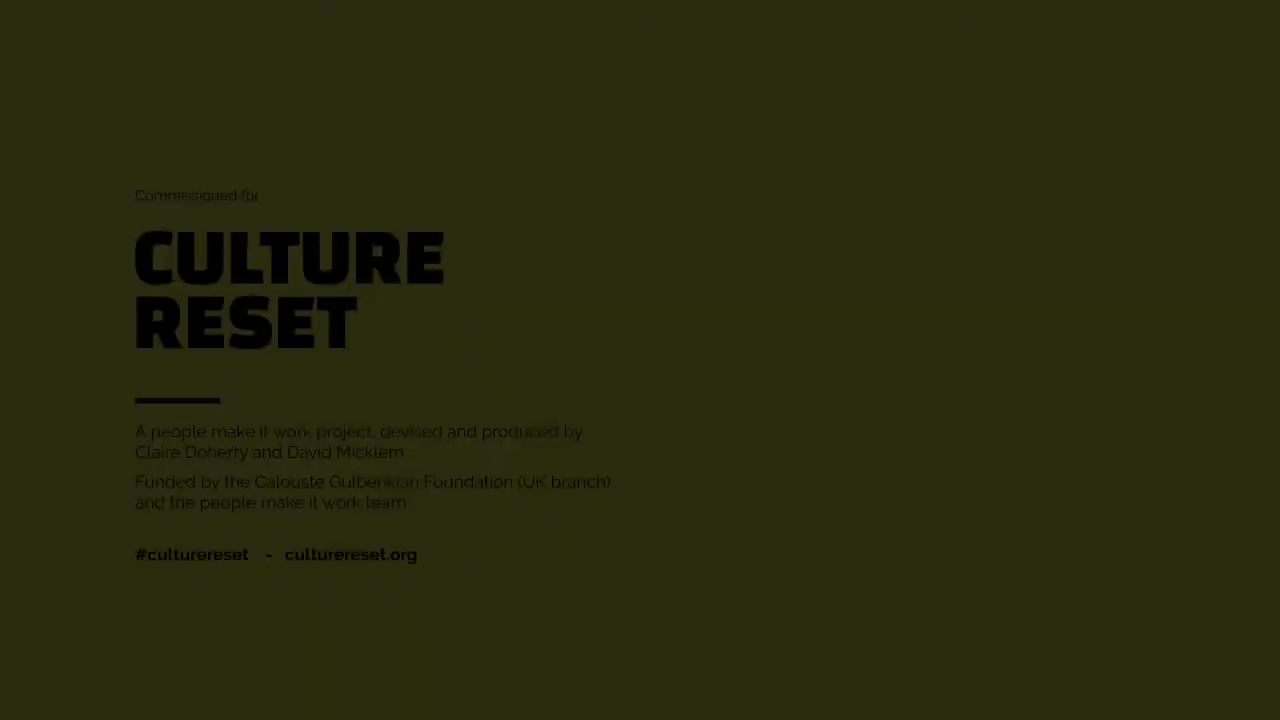 Commissioned for
CULTURE
RESET
A people make it work project, devised and produced by
Claire Doherty and David Micklem
Funded by the Calouste Gulbenkian Foundation (UK branch)
and the people make it work team
#culturereset - culturereset.org